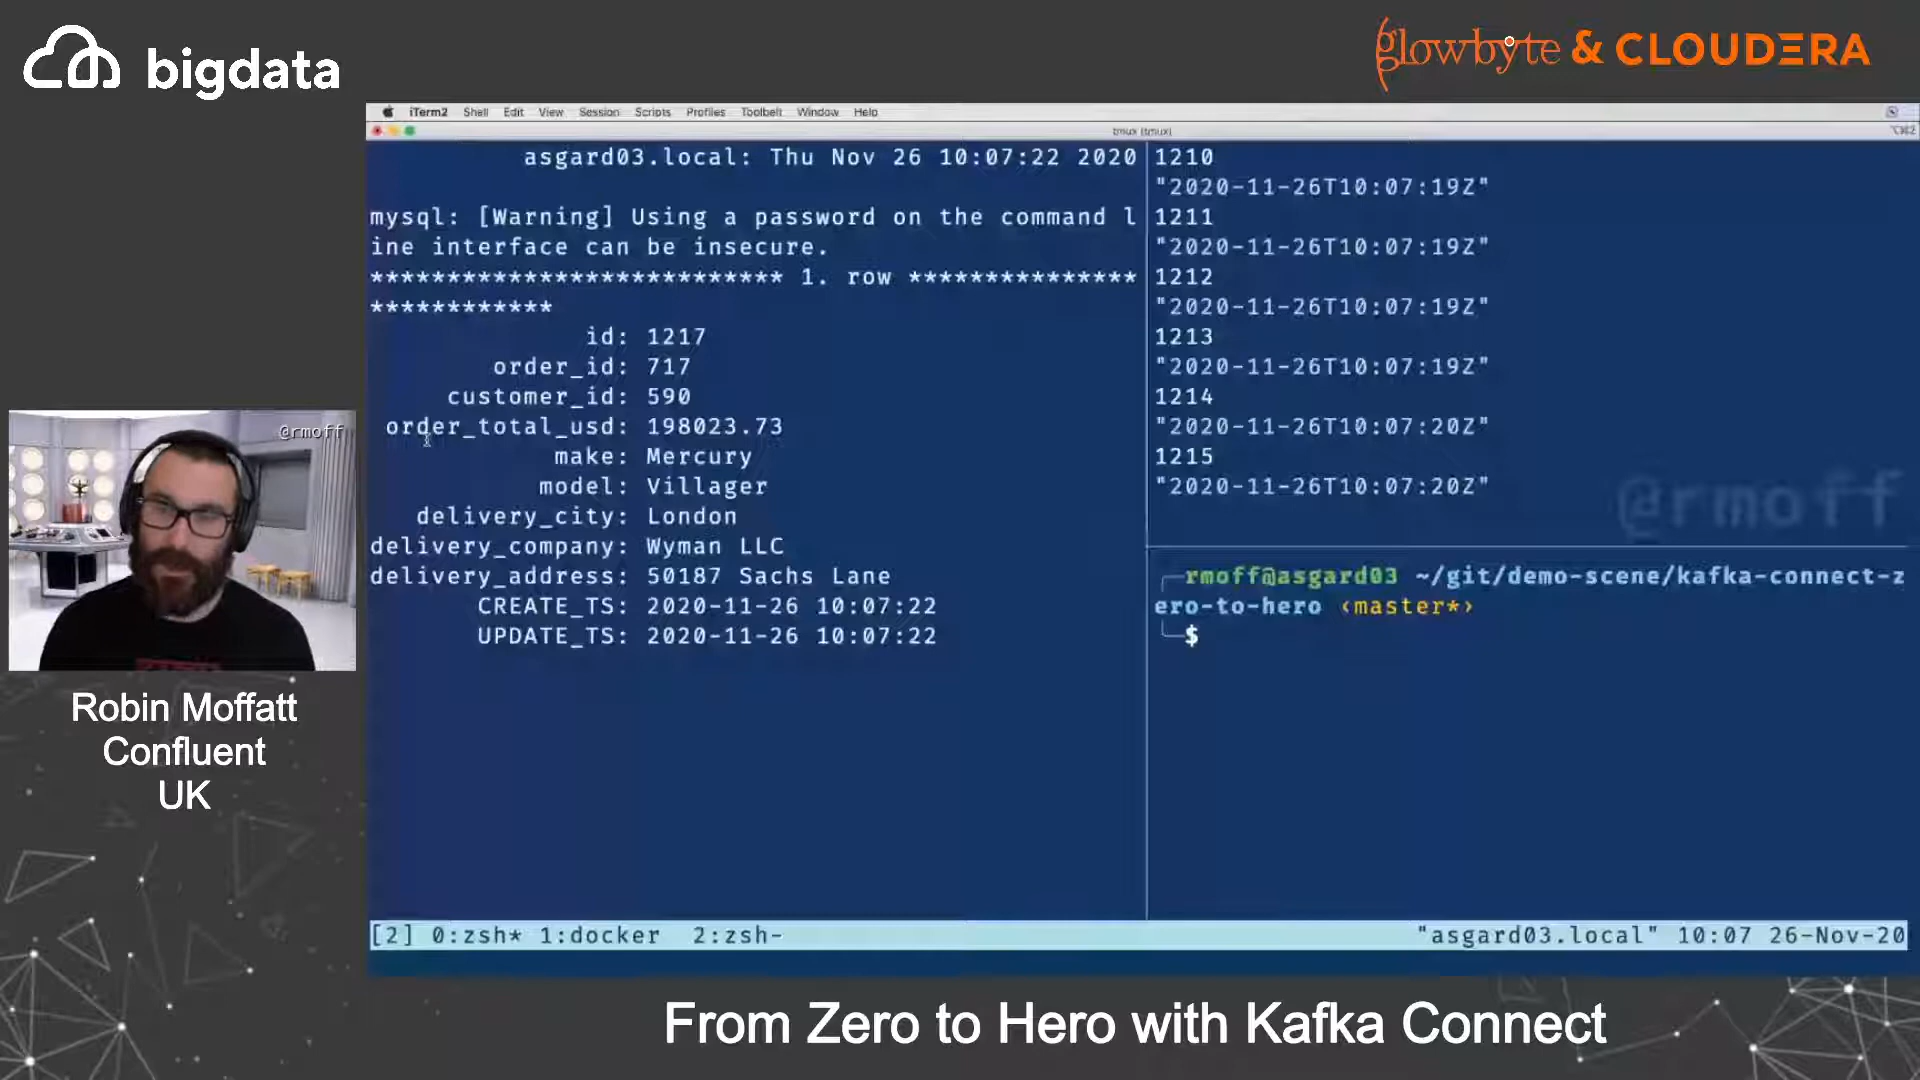 bigdata
glowbyte & CLOUDERA
iTerm2 Shell Edit View Session Scripts Profiles Toolbelt Window Help
tmux (tmux)
asgard03.local: Thu Nov 26 10:07:22 2020
mysql: [Warning] Using a password on the command l
ine interface can be insecure.
*************************** 1. row ***************
************
id: 1217
order_id: 717
customer_id: 590
order_total_usd: 198023.73
make: Mercury
model: Villager
delivery_city: London
delivery_company: Wyman LLC
delivery_address: 50187 Sachs Lane
CREATE_TS: 2020-11-26 10:07:22
UPDATE_TS: 2020-11-26 10:07:22
1210
"2020-11-26T10:07:19Z"
1211
"2020-11-26T10:07:19Z"
1212
"2020-11-26T10:07:19Z"
1213
"2020-11-26T10:07:19Z"
1214
"2020-11-26T10:07:20Z"
1215
"2020-11-26T10:07:20Z"
@rmoff
rmoff@asgard03 ~/git/demo-scene/kafka-connect-z
ero-to-hero ‹master*›
$
[2] 0:zsh* 1:docker 2:zsh-
"asgard03.local" 10:07 26-Nov-20
@rmoff
Robin Moffatt
Confluent
UK
From Zero to Hero with Kafka Connect